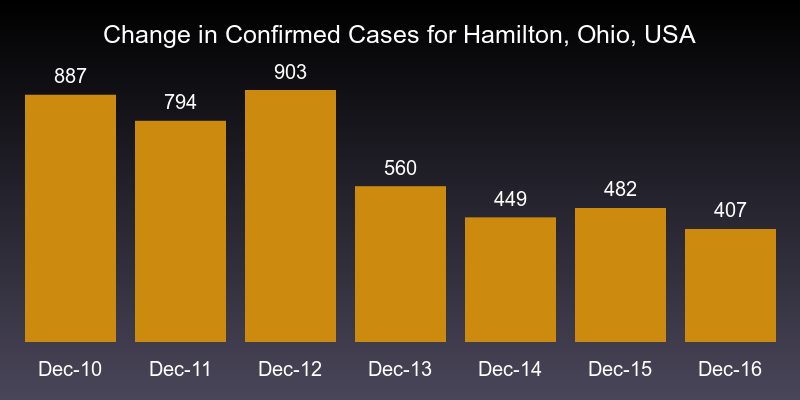 Change in Confirmed Cases for Hamilton, Ohio, USA
887
794
903
560
449
482
407
Dec-10
Dec-11
Dec-12
Dec-13
Dec-14
Dec-15
Dec-16